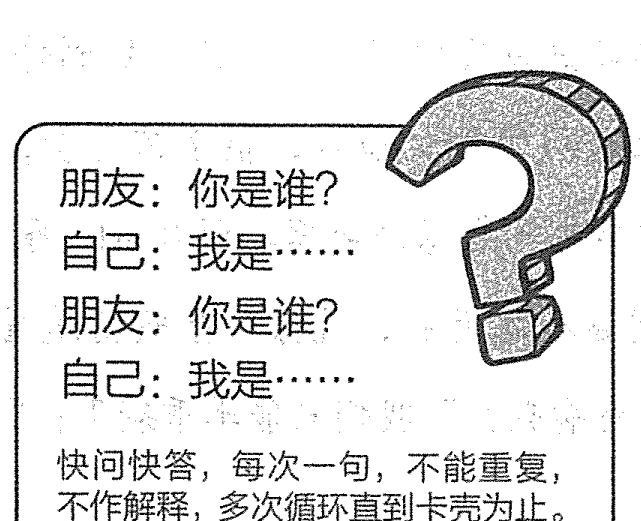 朋友：你是谁？
自己：我是……
朋友：你是谁？
自己：我是……
快问快答，每次一句，不能重复，
不作解释，多次循环直到卡壳为止。